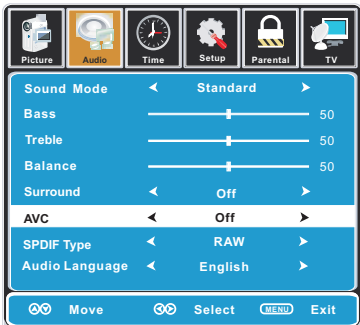 Picture Audio Time Setup Parental TV
Sound Mode Standard
Bass 50
Treble 50
Balance 50
Surround Off
AVC Off
SPDIF Type RAW
Audio Language English
Move Select MENU Exit